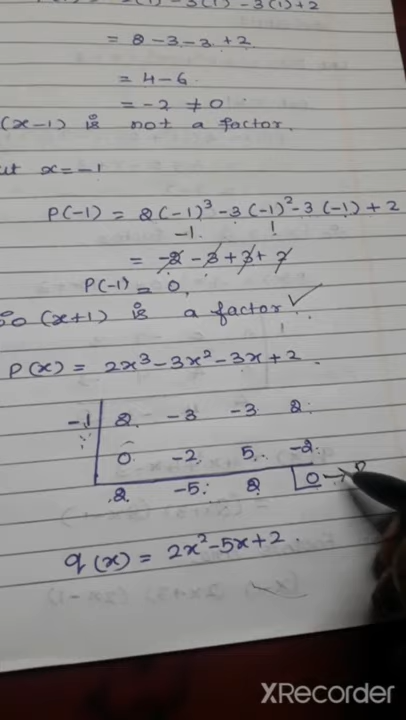 = 2 - 3 - 3 + 2
= 4 - 6
= -2 ≠ 0
(x-1) is not a factor.
x = -1
P(-1) = 2(-1)³ - 3(-1)² - 3(-1) + 2
-1. 1
= -2 - 3 + 3 + 2
P(-1) = 0,
So (x+1) is a factor. ✓
P(x) = 2x³ - 3x² - 3x + 2.
-1 | 2 -3 -3 2
0 -2 5 -2
2 -5 2 0 →
q(x) = 2x² - 5x + 2.
XRecorder